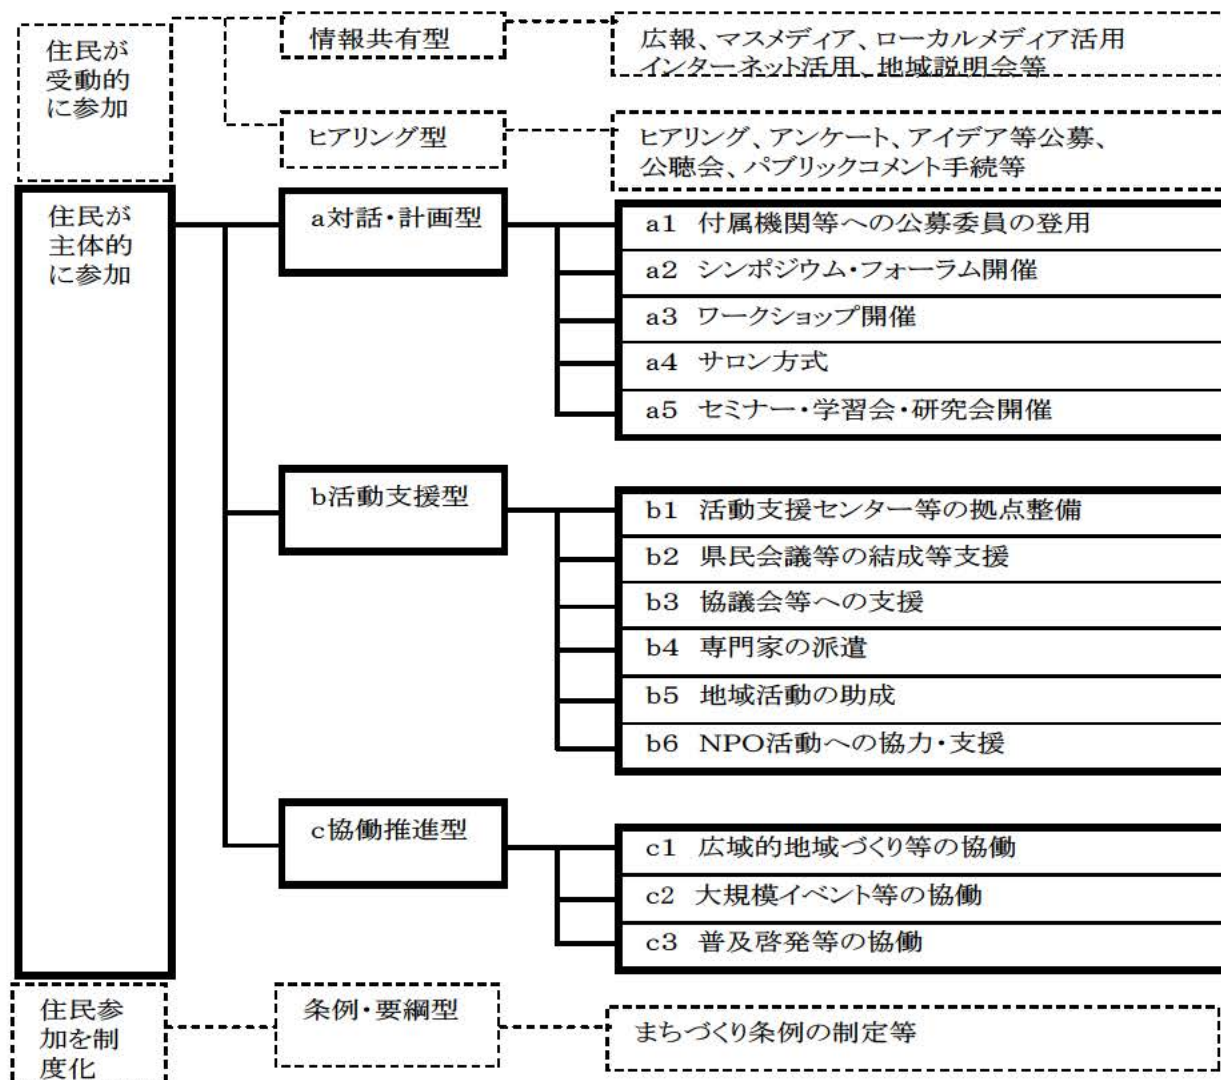 住民が
受動的
に参加
情報共有型
広報、マスメディア、ローカルメディア活用
インターネット活用、地域説明会等
ヒアリング型
ヒアリング、アンケート、アイデア等公募、
公聴会、パブリックコメント手続等
住民が
主体的
に参加
a対話・計画型
a1 付属機関等への公募委員の登用
a2 シンポジウム・フォーラム開催
a3 ワークショップ開催
a4 サロン方式
a5 セミナー・学習会・研究会開催
b活動支援型
b1 活動支援センター等の拠点整備
b2 県民会議等の結成等支援
b3 協議会等への支援
b4 専門家の派遣
b5 地域活動の助成
b6 NPO活動への協力・支援
c協働推進型
c1 広域的地域づくり等の協働
c2 大規模イベント等の協働
c3 普及啓発等の協働
住民参
加を制
度化
条例・要綱型
まちづくり条例の制定等